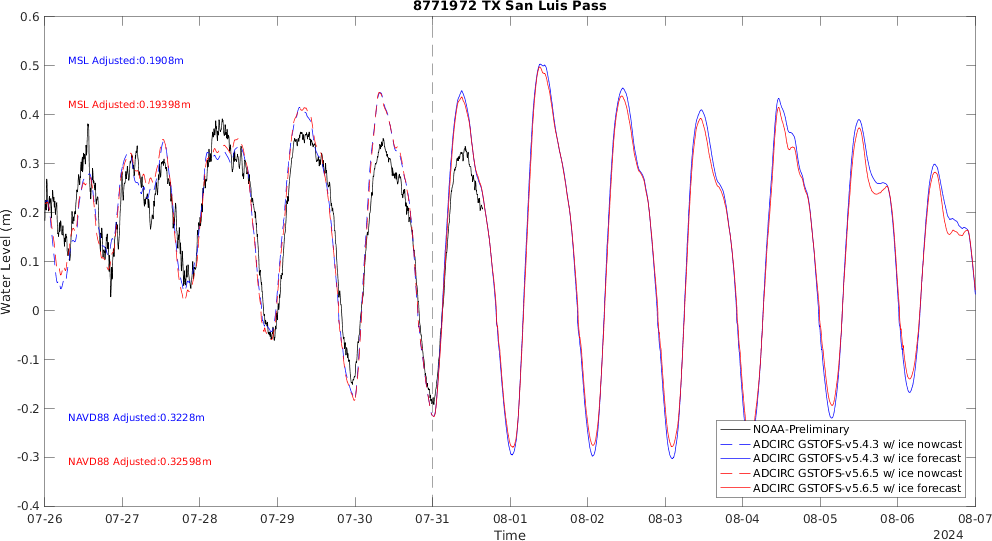 8771972 TX San Luis Pass
0.6
0.5
0.4
0.3
0.2
0.1
0
-0.1
-0.2
-0.3
-0.4
Water Level (m)
MSL Adjusted:0.1908m
MSL Adjusted:0.19398m
NAVD88 Adjusted:0.3228m
NAVD88 Adjusted:0.32598m
NOAA-Preliminary
ADCIRC GSTOFS-v5.4.3 w/ ice nowcast
ADCIRC GSTOFS-v5.4.3 w/ ice forecast
ADCIRC GSTOFS-v5.6.5 w/ ice nowcast
ADCIRC GSTOFS-v5.6.5 w/ ice forecast
07-26 07-27 07-28 07-29 07-30 07-31 08-01 08-02 08-03 08-04 08-05 08-06 08-07
Time
2024